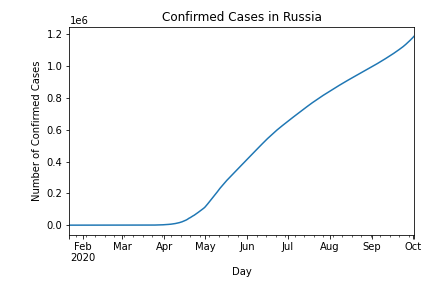 Confirmed Cases in Russia
1e6
1.2
1.0
0.8
0.6
0.4
0.2
0.0
Number of Confirmed Cases
Feb Mar Apr May Jun Jul Aug Sep Oct
2020
Day